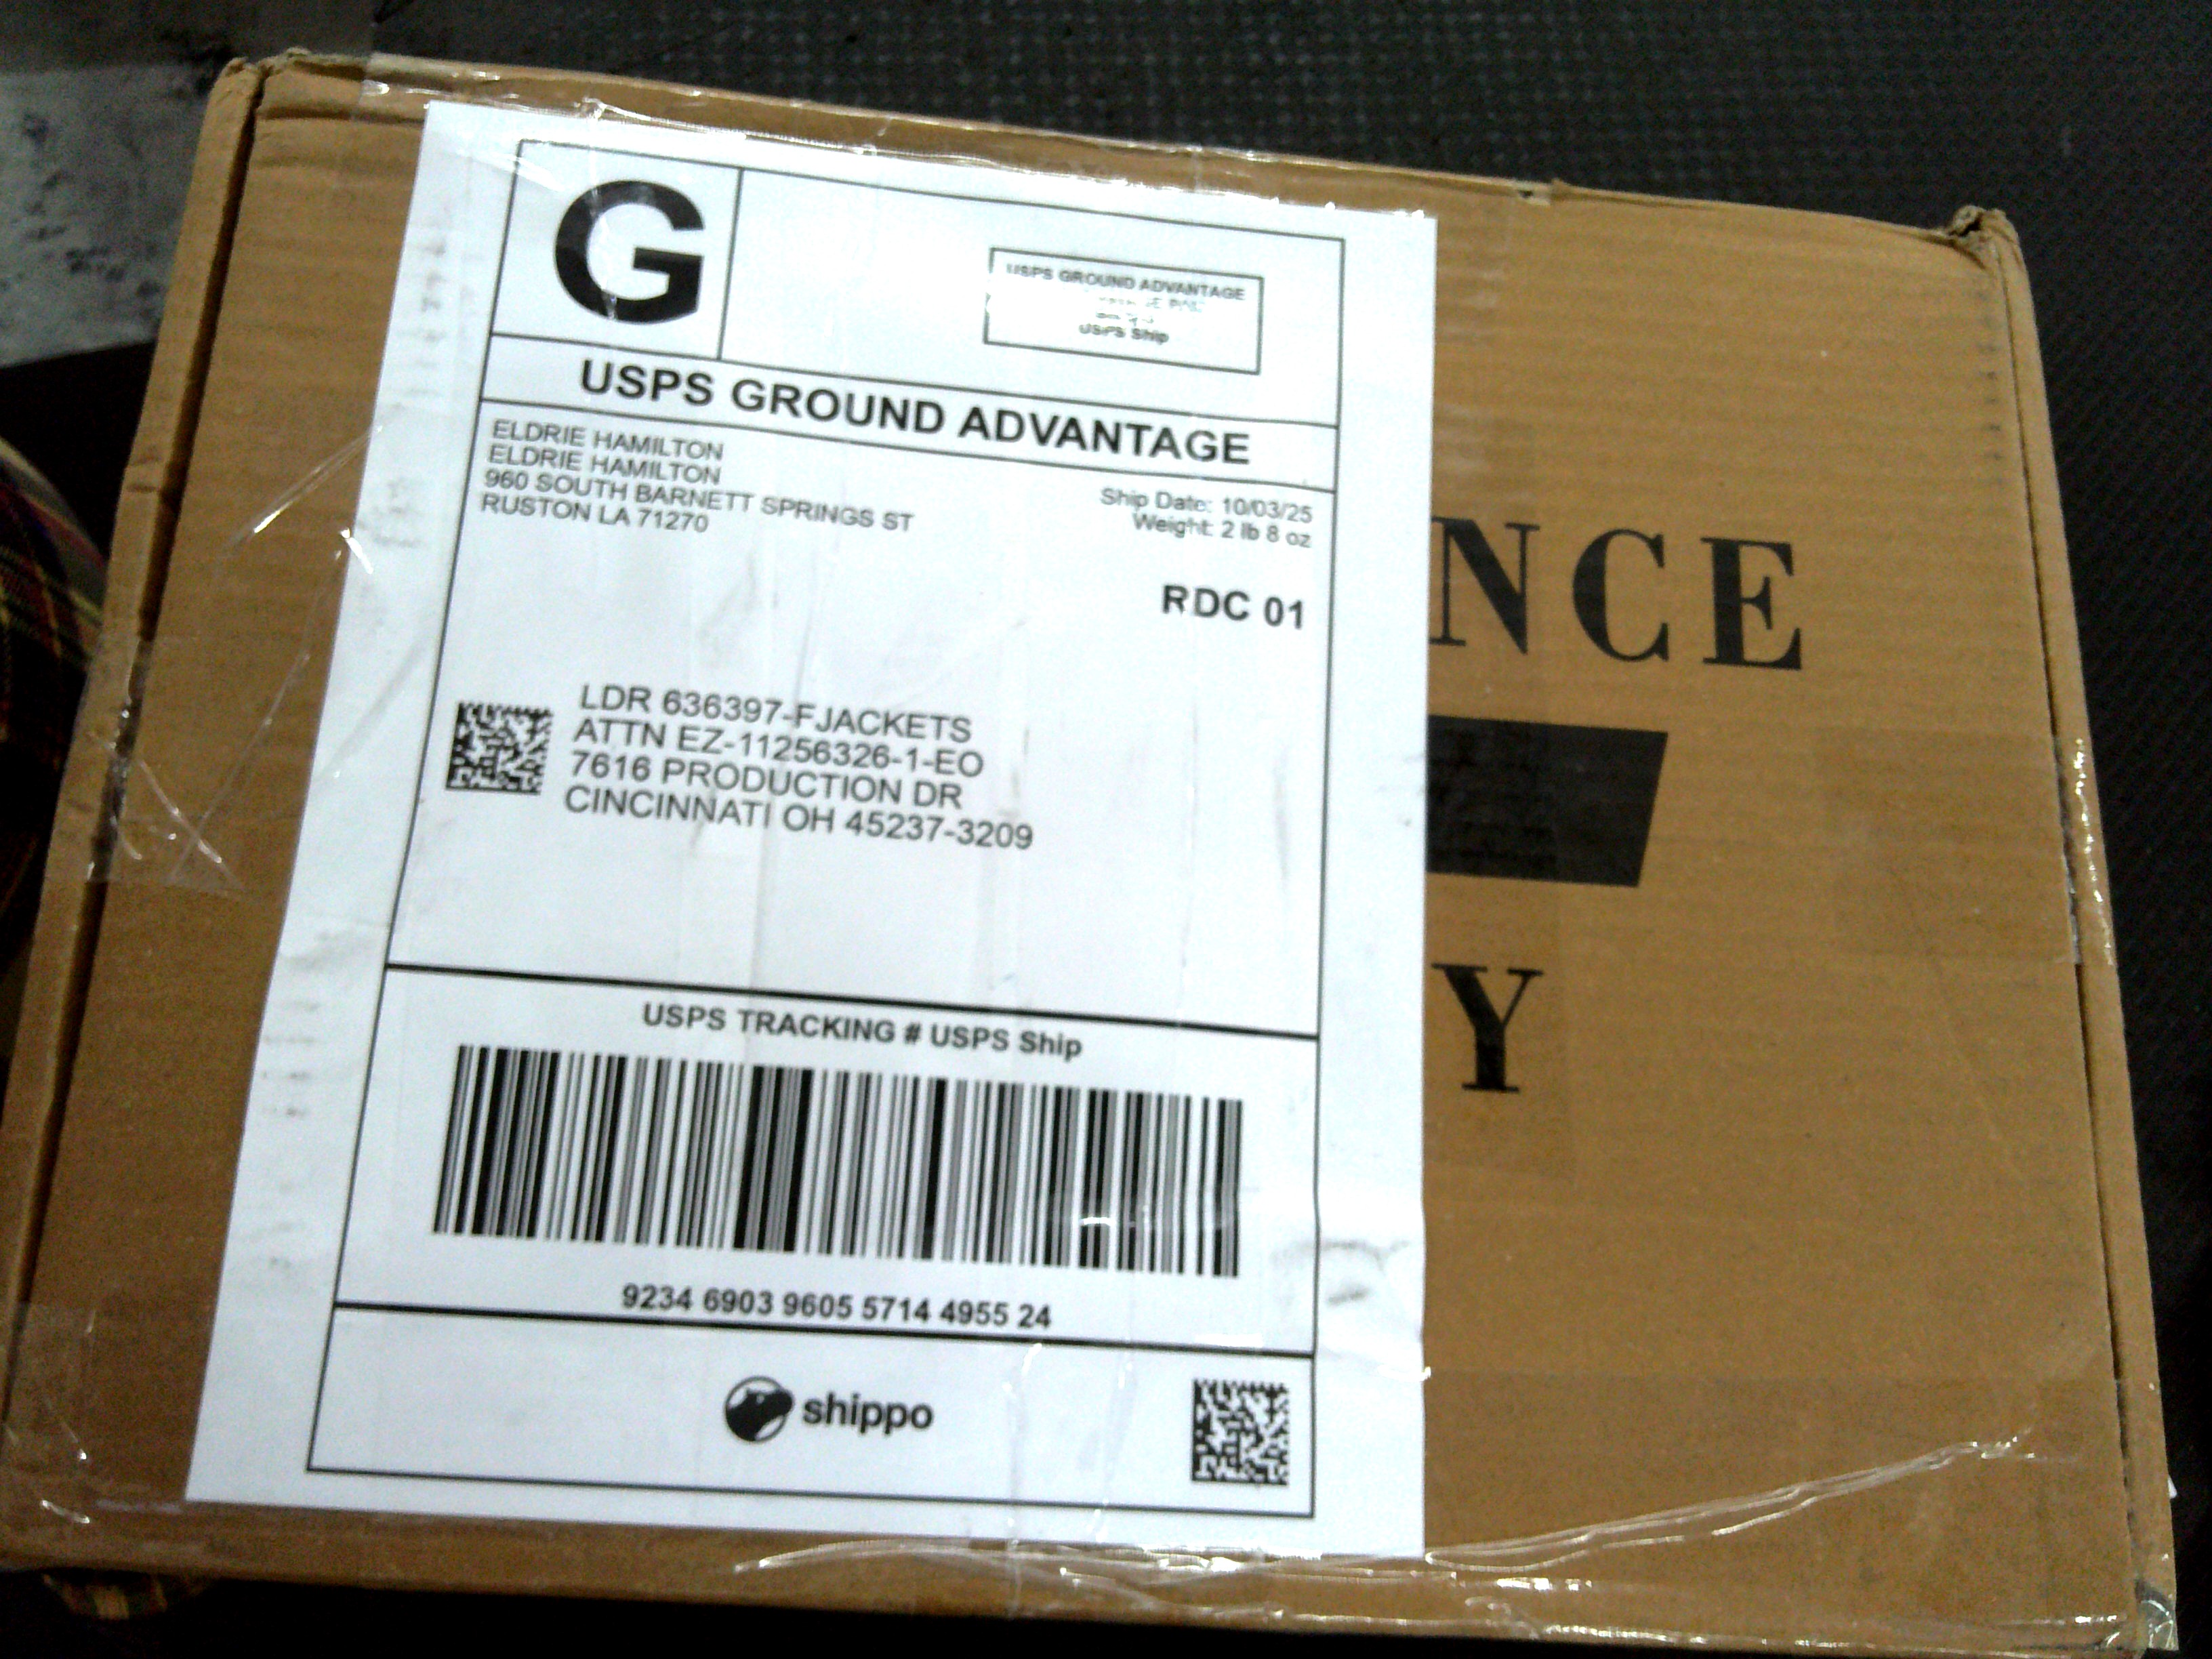 G
USPS GROUND ADVANTAGE
USPS Ship
USPS GROUND ADVANTAGE
ELDRIE HAMILTON
ELDRIE HAMILTON
960 SOUTH BARNETT SPRINGS ST
RUSTON LA 71270
Ship Date: 10/03/25
Weight: 2 lb 8 oz
RDC 01
LDR 636397-FJACKETS
ATTN EZ-11256326-1-EO
7616 PRODUCTION DR
CINCINNATI OH 45237-3209
USPS TRACKING # USPS Ship
9234 6903 9605 5714 4955 24
shippo
NCE
Y